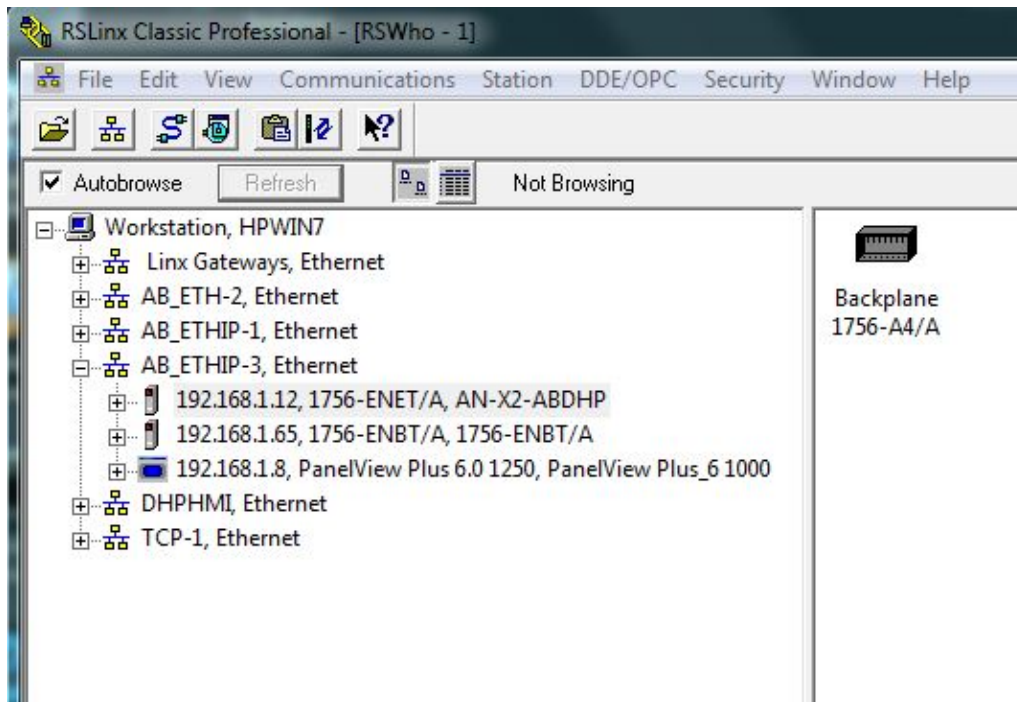 RSLinx Classic Professional - [RSWho - 1]
File Edit View Communications Station DDE/OPC Security Window Help
Autobrowse Refresh Not Browsing
Workstation, HPWIN7
Linx Gateways, Ethernet
AB_ETH-2, Ethernet
AB_ETHIP-1, Ethernet
AB_ETHIP-3, Ethernet
192.168.1.12, 1756-ENET/A, AN-X2-ABDHP
192.168.1.65, 1756-ENBT/A, 1756-ENBT/A
192.168.1.8, PanelView Plus 6.0 1250, PanelView Plus_6 1000
DHPHMI, Ethernet
TCP-1, Ethernet
Backplane
1756-A4/A